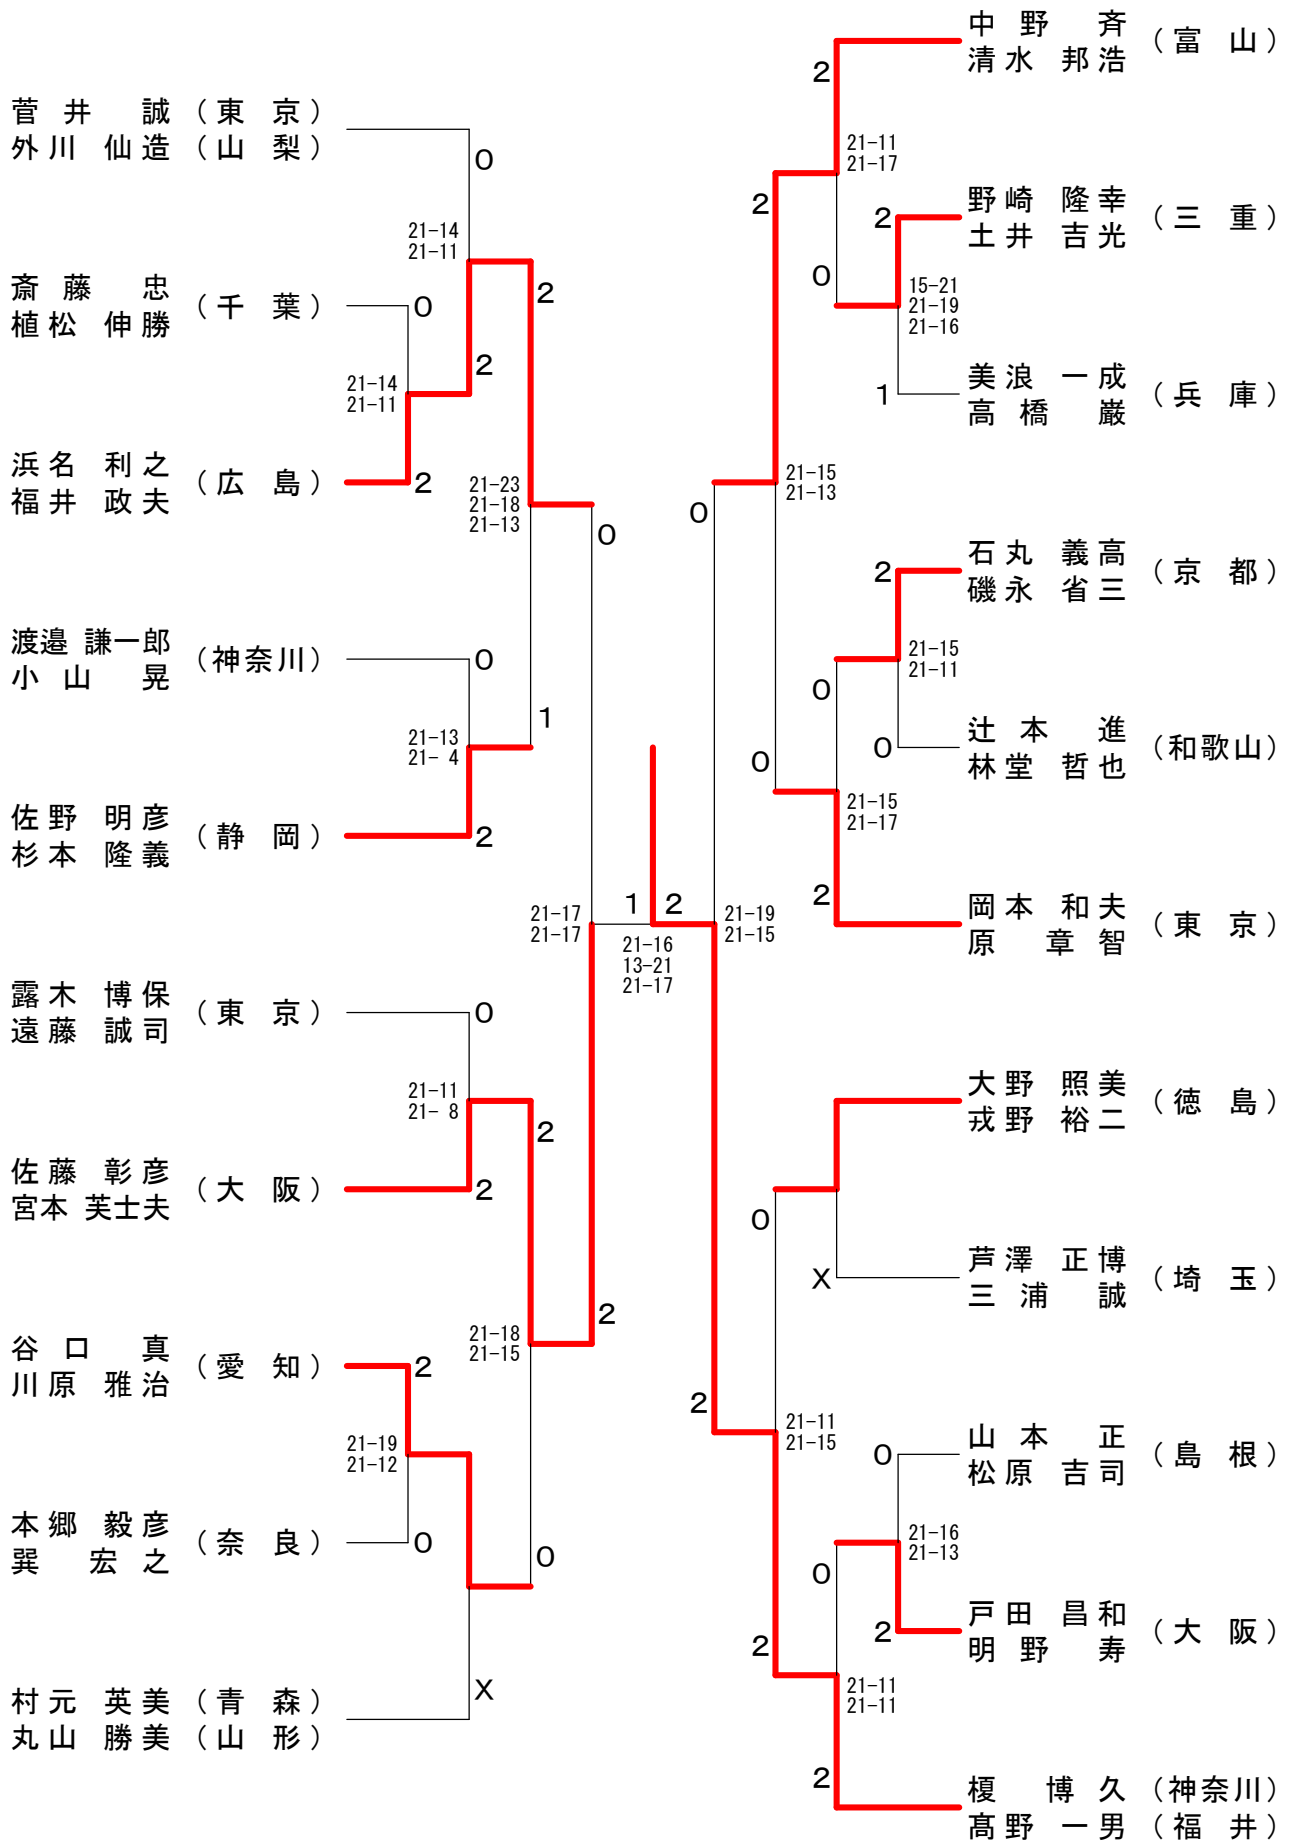 菅井 誠 (東 京)
外川 仙造 (山 梨)
0
21-14
21-11
斎藤 忠
植松 伸勝
(千 葉)
0
2
2
21-14
21-11
浜名 利之
福井 政夫
(広 島)
2
21-23
21-18
21-13
0
渡邉 謙一郎
小山 晃
(神奈川)
0
1
21-13
21- 4
佐野 明彦
杉本 隆義
(静 岡)
2
21-17
21-17
露木 博保
遠藤 誠司
(東 京)
0
21-11
21- 8
2
佐藤 彰彦
宮本 芙士夫
(大 阪)
2
2
21-18
21-15
谷口 真
川原 雅治
(愛 知)
2
21-19
21-12
本郷 毅彦
巽 宏之
(奈 良)
0
0
X
村元 英美 (青 森)
丸山 勝美 (山 形)
1
2
21-16
13-21
21-17
中野 斉
清水 邦浩
(富 山)
2
21-11
21-17
2
野崎 隆幸
土井 吉光
(三 重)
2
0
15-21
21-19
21-16
美浪 一成
高橋 巌
(兵 庫)
1
21-15
21-13
0
石丸 義高
磯永 省三
(京 都)
2
21-15
21-11
0
辻本 進
林堂 哲也
(和歌山)
0
0
21-15
21-17
岡本 和夫
原 章智
(東 京)
2
21-19
21-15
大野 照美
戎野 裕二
(徳 島)
0
芦澤 正博
三浦 誠
(埼 玉)
X
2
21-11
21-15
山本 正
松原 吉司
(島 根)
0
21-16
21-13
0
戸田 昌和
明野 寿
(大 阪)
2
2
21-11
21-11
2
榎 博久 (神奈川)
髙野 一男 (福 井)